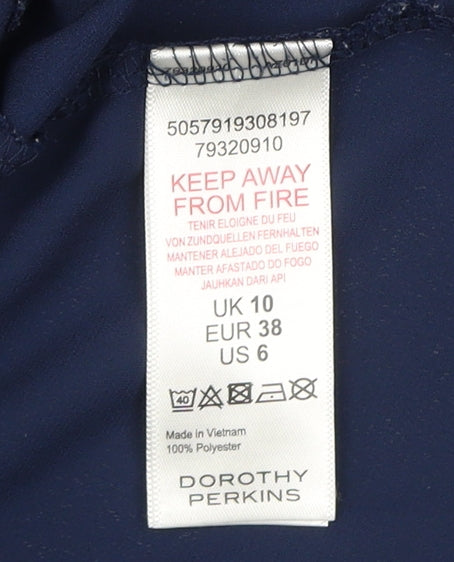 5057919308197
79320910
KEEP AWAY
FROM FIRE
TENIR ELOIGNE DU FEU
VON ZUNDQUELLEN FERNHALTEN
MANTENER ALEJADO DEL FUEGO
MANTER AFASTADO DO FOGO
JAUHKAN DARI API
UK 10
EUR 38
US 6
40
Made in Vietnam
100% Polyester
DOROTHY
PERKINS